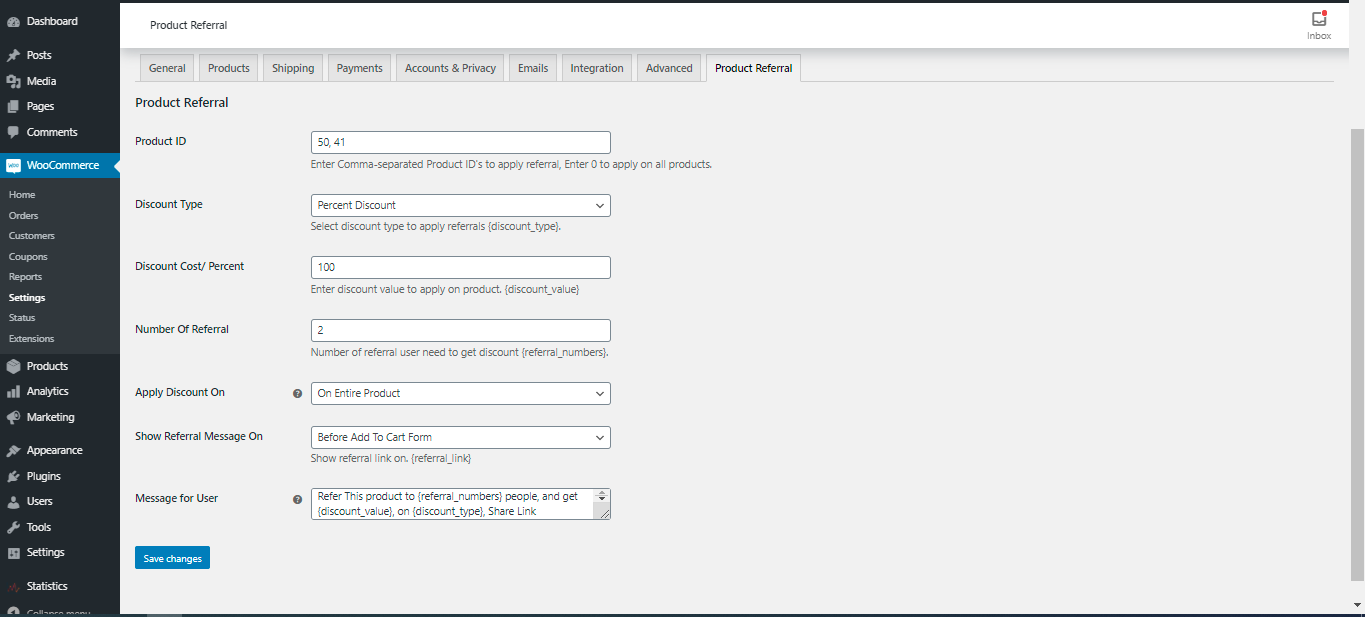 Dashboard
Posts
Media
Pages
Comments
WooCommerce
Home
Orders
Customers
Coupons
Reports
Settings
Status
Extensions
Products
Analytics
Marketing
Appearance
Plugins
Users
Tools
Settings
Statistics
Collapse menu
Product Referral
Inbox
General Products Shipping Payments Accounts & Privacy Emails Integration Advanced Product Referral
Product Referral
Product ID
50, 41
Enter Comma-separated Product ID's to apply referral, Enter 0 to apply on all products.
Discount Type
Percent Discount
Select discount type to apply referrals {discount_type}.
Discount Cost/ Percent
100
Enter discount value to apply on product. {discount_value}
Number Of Referral
2
Number of referral user need to get discount {referral_numbers}.
Apply Discount On
On Entire Product
Show Referral Message On
Before Add To Cart Form
Show referral link on. {referral_link}
Message for User
Refer This product to {referral_numbers} people, and get
{discount_value}, on {discount_type}, Share Link
Save changes